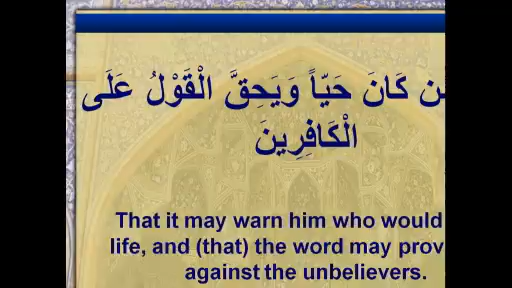 ن كَانَ حَيّاً وَيَحِقَّ الْقَوْلُ عَلَى
الْكَافِرِينَ
That it may warn him who would
life, and (that) the word may prov
against the unbelievers.